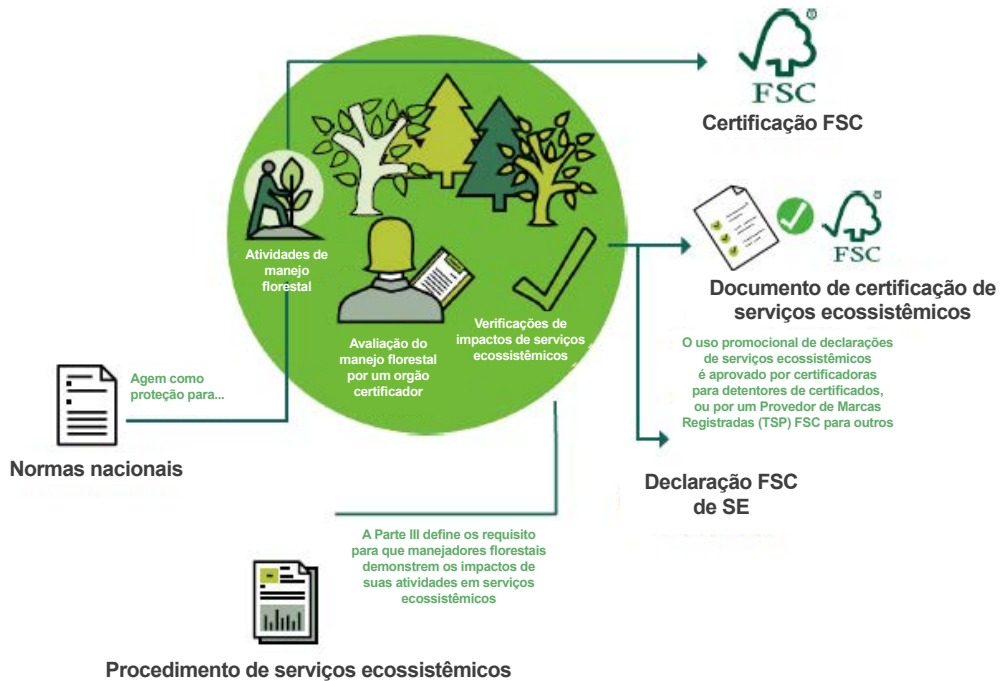 FSC
®
Certificação FSC
FSC
®
Documento de certificação de
serviços ecossistêmicos
O uso promocional de declarações
de serviços ecossistêmicos
é aprovado por certificadoras
para detentores de certificados,
ou por um Provedor de Marcas
Registradas (TSP) FSC para outros
Declaração FSC
de SE
Atividades de
manejo
florestal
Avaliação do
manejo florestal
por um orgão
certificador
Verificações de
impactos de serviços
ecossistêmicos
Agem como
proteção para...
Normas nacionais
A Parte III define os requisito
para que manejadores florestais
demonstrem os impactos de
suas atividades em serviços
ecossistêmicos
Procedimento de serviços ecossistêmicos